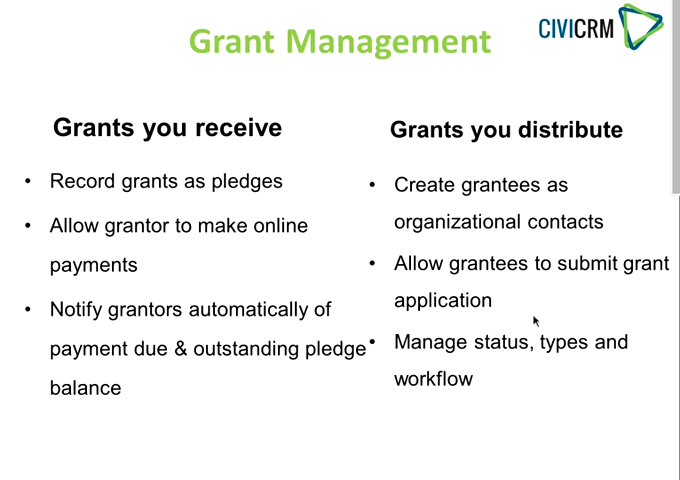 CIVICRM
Grant Management
Grants you receive
• Record grants as pledges
• Allow grantor to make online
payments
• Notify grantors automatically of
payment due & outstanding pledge
balance
Grants you distribute
• Create grantees as
organizational contacts
• Allow grantees to submit grant
application
• Manage status, types and
workflow